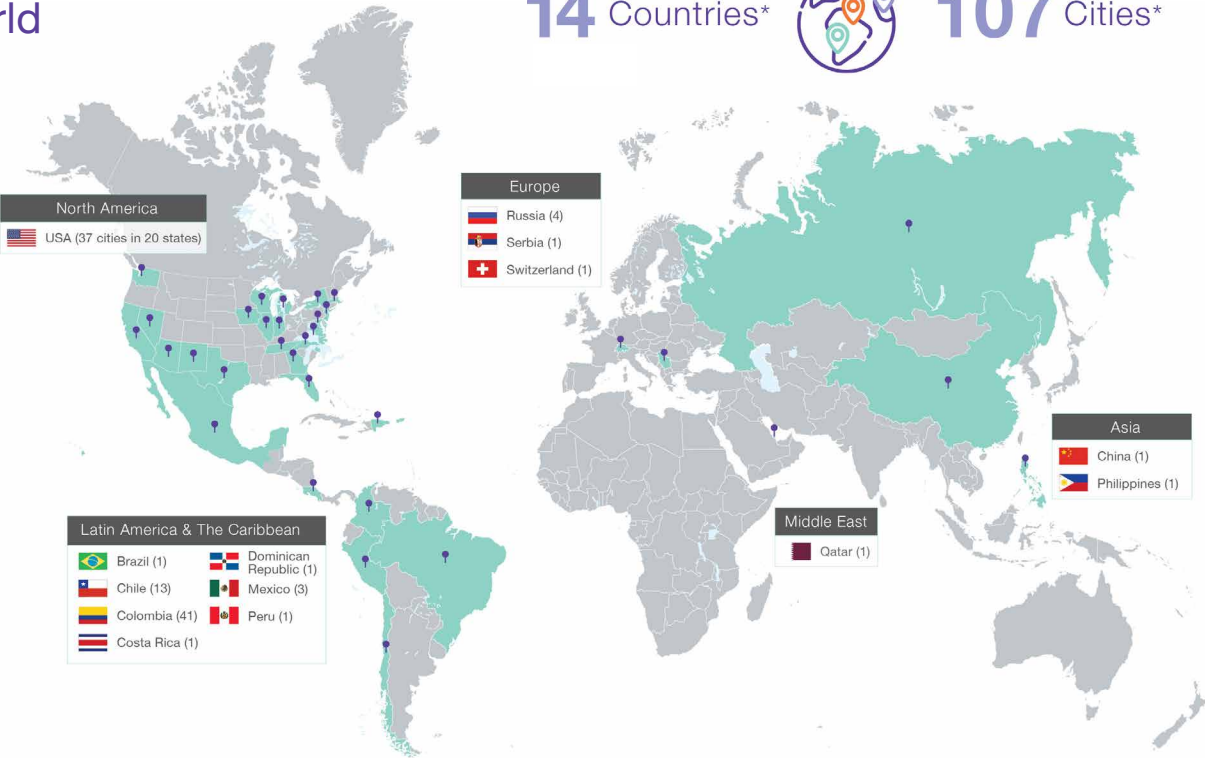 14 Countries*
107 Cities*
North America
USA (37 cities in 20 states)
Europe
Russia (4)
Serbia (1)
Switzerland (1)
Asia
China (1)
Philippines (1)
Middle East
Qatar (1)
Latin America & The Caribbean
Brazil (1)
Chile (13)
Colombia (41)
Costa Rica (1)
Dominican
Republic (1)
Mexico (3)
Peru (1)